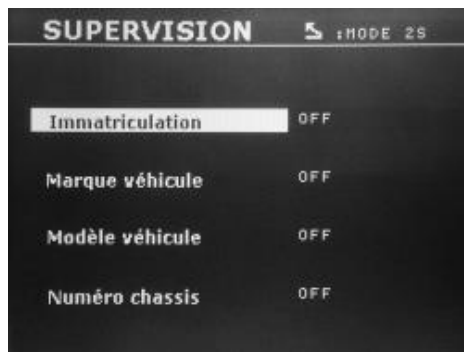 SUPERVISION :MODE 2S
Immatriculation OFF
Marque véhicule OFF
Modèle véhicule OFF
Numéro chassis OFF